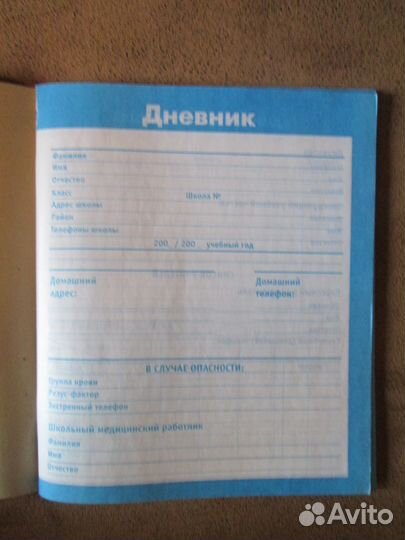 Дневник
Фамилия
Имя
Отчество
Класс Школа №
Адрес школы
Район
Телефоны школы
200 / 200 учебный год
Домашний адрес:
Домашний телефон:
В СЛУЧАЕ ОПАСНОСТИ:
Группа крови
Резус-фактор
Экстренный телефон
Школьный медицинский работник
Фамилия
Имя
Отчество
Avito